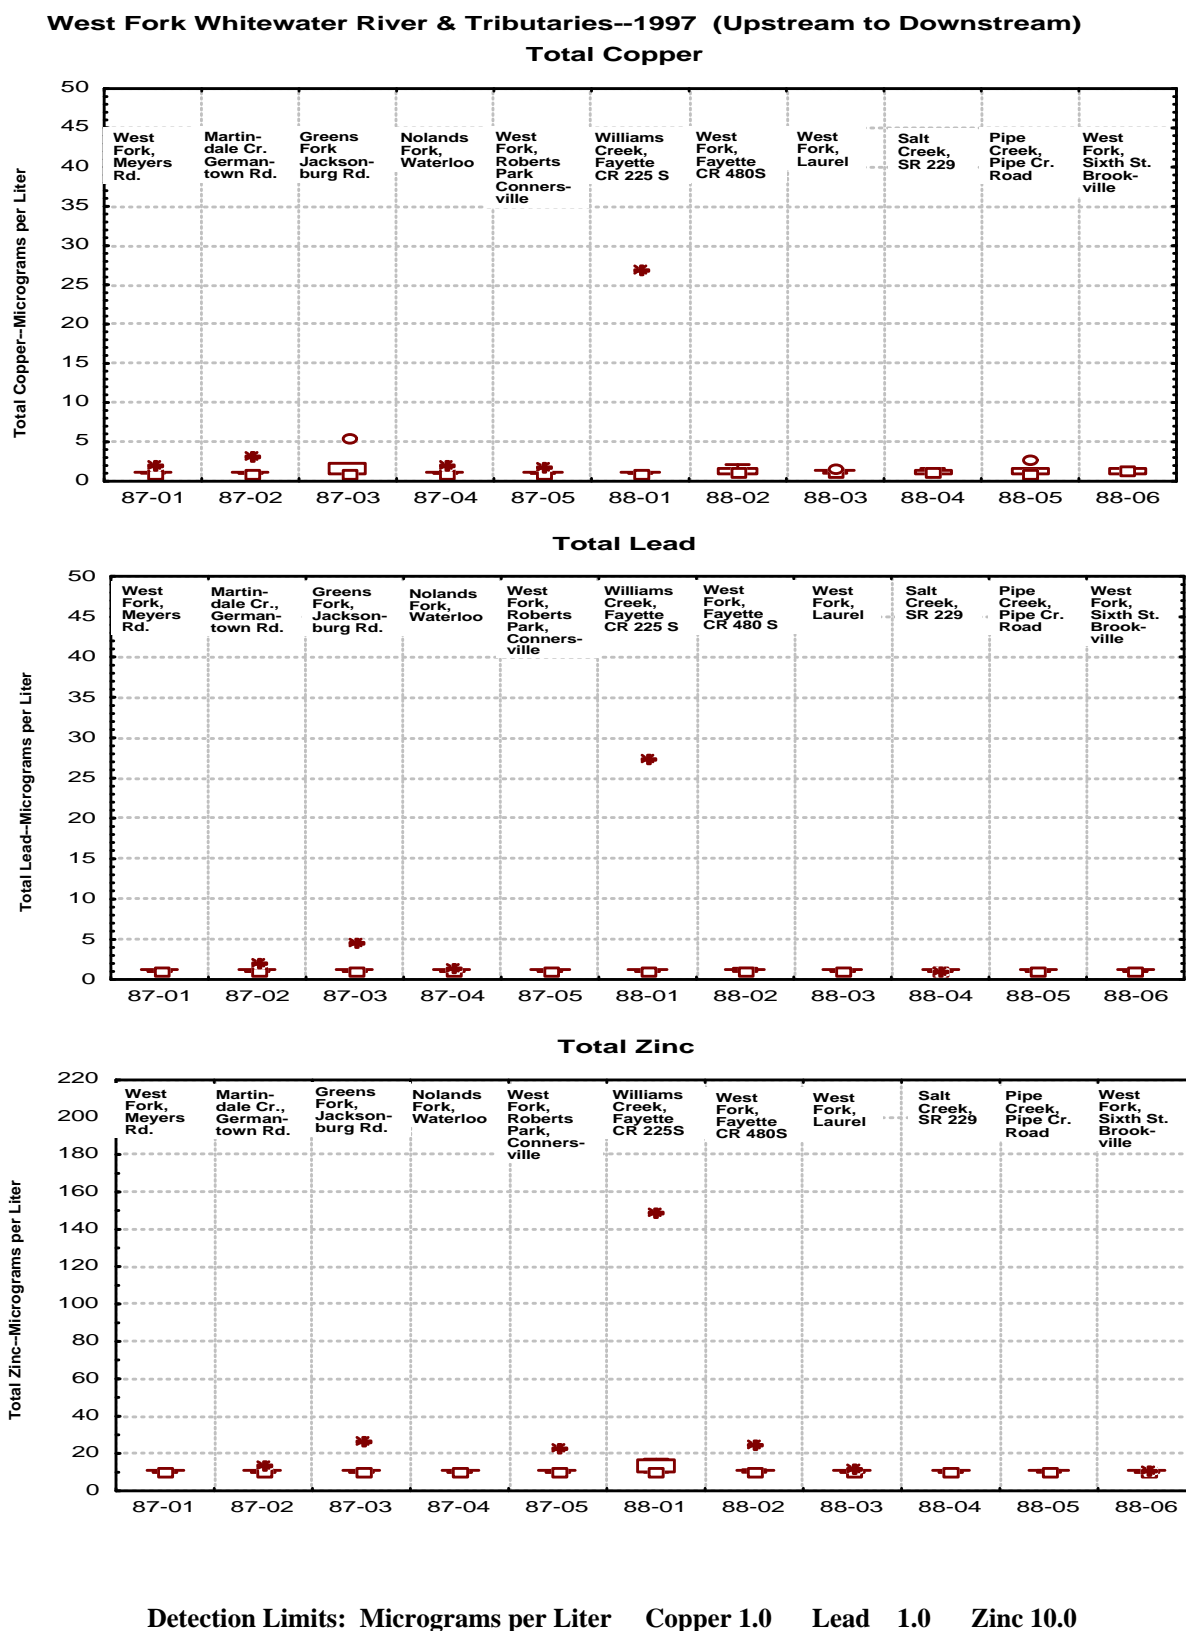 West Fork Whitewater River & Tributaries--1997 (Upstream to Downstream)
Total Copper
Total Copper--Micrograms per Liter
50
45
40
35
30
25
20
15
10
5
0
West
Fork,
Meyers
Rd.
Martin-
dale Cr.
German-
town Rd.
Greens
Fork
Jackson-
burg Rd.
Nolands
Fork,
Waterloo
West
Fork,
Roberts
Park
Conners-
ville
Williams
Creek,
Fayette
CR 225 S
West
Fork,
Fayette
CR 480S
West
Fork,
Laurel
Salt
Creek,
SR 229
Pipe
Creek,
Pipe Cr.
Road
West
Fork,
Sixth St.
Brook-
ville
87-01 87-02 87-03 87-04 87-05 88-01 88-02 88-03 88-04 88-05 88-06
Total Lead
Total Lead--Micrograms per Liter
50
45
40
35
30
25
20
15
10
5
0
West
Fork,
Meyers
Rd.
Martin-
dale Cr.,
German-
town Rd.
Greens
Fork,
Jackson-
burg Rd.
Nolands
Fork,
Waterloo
West
Fork,
Roberts
Park,
Conners-
ville
Williams
Creek,
Fayette
CR 225 S
West
Fork,
Fayette
CR 480 S
West
Fork,
Laurel
Salt
Creek,
SR 229
Pipe
Creek,
Pipe Cr.
Road
West
Fork,
Sixth St.
Brook-
ville
87-01 87-02 87-03 87-04 87-05 88-01 88-02 88-03 88-04 88-05 88-06
Total Zinc
Total Zinc--Micrograms per Liter
220
200
180
160
140
120
100
80
60
40
20
0
West
Fork,
Meyers
Rd.
Martin-
dale Cr.,
German-
town Rd.
Greens
Fork,
Jackson-
burg Rd.
Nolands
Fork,
Waterloo
West
Fork,
Roberts
Park,
Conners-
ville
Williams
Creek,
Fayette
CR 225S
West
Fork,
Fayette
CR 480S
West
Fork,
Laurel
Salt
Creek,
SR 229
Pipe
Creek,
Pipe Cr.
Road
West
Fork,
Sixth St.
Brook-
ville
87-01 87-02 87-03 87-04 87-05 88-01 88-02 88-03 88-04 88-05 88-06
Detection Limits: Micrograms per Liter Copper 1.0 Lead 1.0 Zinc 10.0